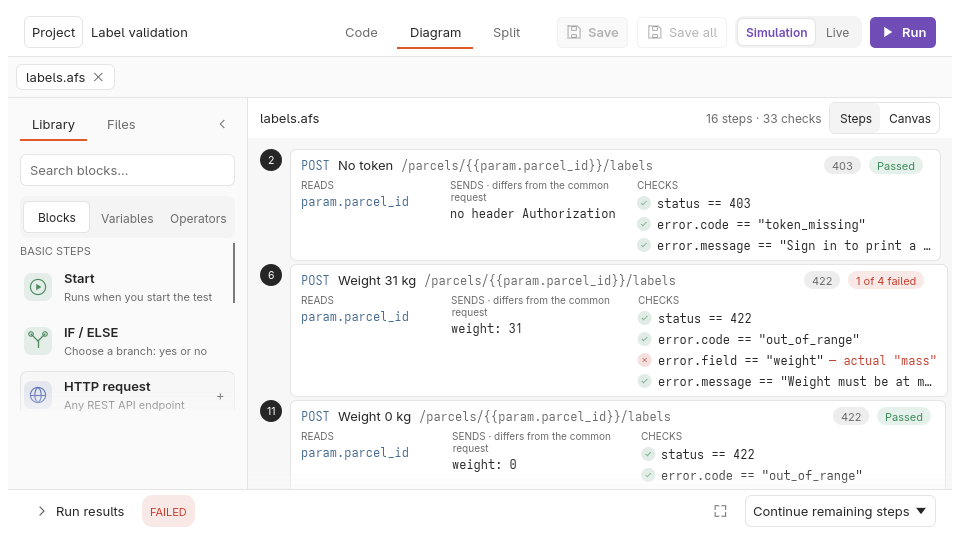 Project Label validation Code Diagram Split Save Save all Simulation Live Run
labels.afs
Library Files
Search blocks...
Blocks Variables Operators
BASIC STEPS
Start
Runs when you start the test
IF / ELSE
Choose a branch: yes or no
HTTP request
Any REST API endpoint +
labels.afs 16 steps · 33 checks Steps Canvas
2 POST No token /parcels/{{param.parcel_id}}/labels 403 Passed
READS
param.parcel_id
SENDS · differs from the common
request
no header Authorization
CHECKS
status == 403
error.code == "token_missing"
error.message == "Sign in to print a …
6 POST Weight 31 kg /parcels/{{param.parcel_id}}/labels 422 1 of 4 failed
READS
param.parcel_id
SENDS · differs from the common
request
weight: 31
CHECKS
status == 422
error.code == "out_of_range"
error.field == "weight" — actual "mass"
error.message == "Weight must be at m…
11 POST Weight 0 kg /parcels/{{param.parcel_id}}/labels 422 Passed
READS
param.parcel_id
SENDS · differs from the common
request
weight: 0
CHECKS
status == 422
error.code == "out_of_range"
Run results FAILED Continue remaining steps